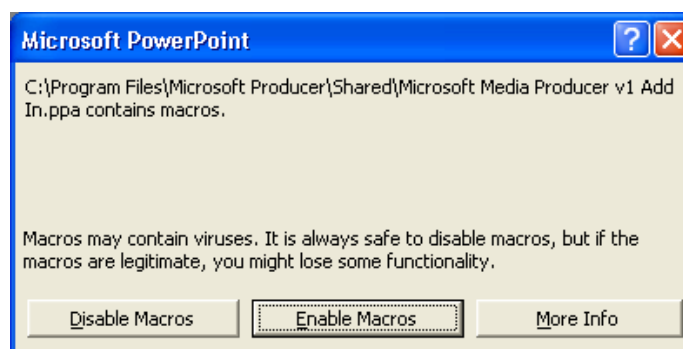 Microsoft PowerPoint
C:\Program Files\Microsoft Producer\Shared\Microsoft Media Producer v1 Add
In.ppa contains macros.
Macros may contain viruses. It is always safe to disable macros, but if the
macros are legitimate, you might lose some functionality.
Disable Macros Enable Macros More Info